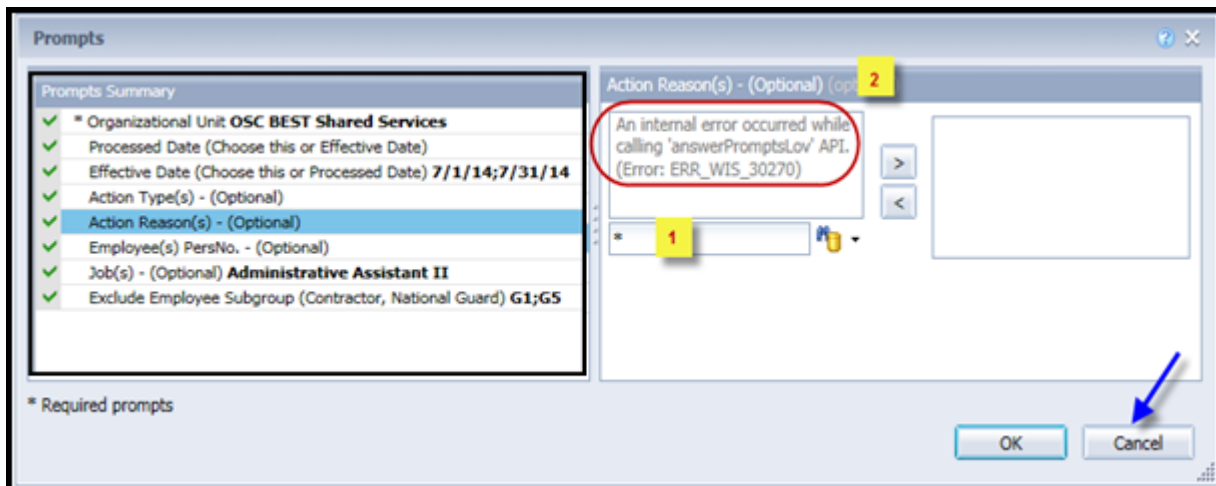 Prompts
Prompts Summary
* Organizational Unit OSC BEST Shared Services
Processed Date (Choose this or Effective Date)
Effective Date (Choose this or Processed Date) 7/1/14;7/31/14
Action Type(s) - (Optional)
Action Reason(s) - (Optional)
Employee(s) PersNo. - (Optional)
Job(s) - (Optional) Administrative Assistant II
Exclude Employee Subgroup (Contractor, National Guard) G1;G5
* Required prompts
Action Reason(s) - (Optional)
2
An internal error occurred while
calling 'answerPromptsLov' API.
(Error: ERR_WIS_30270)
>
<
*
1
OK
Cancel